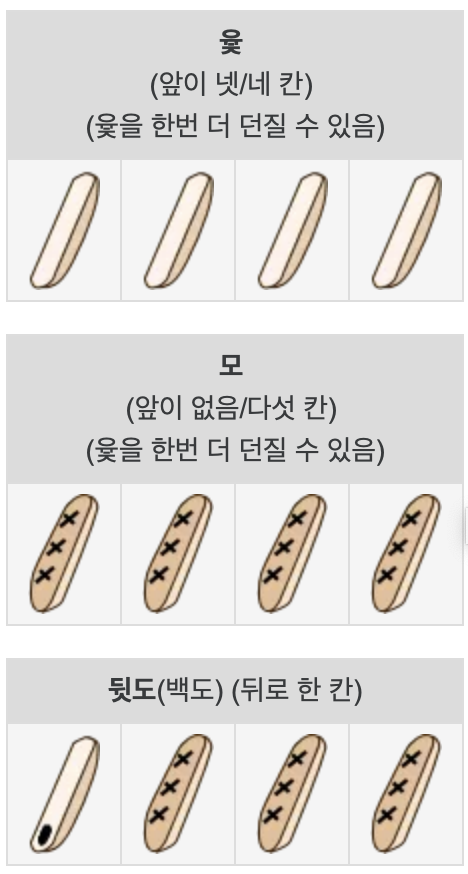 윷
(앞이 넷/네 칸)
(윷을 한번 더 던질 수 있음)
모
(앞이 없음/다섯 칸)
(윷을 한번 더 던질 수 있음)
뒷도(백도) (뒤로 한 칸)